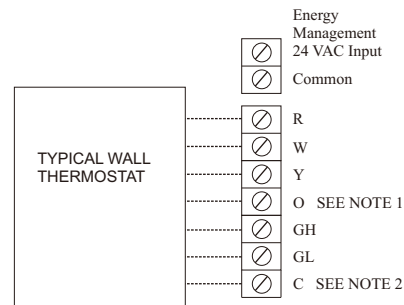 Energy
Management
24 VAC Input
Common
R
W
Y
O SEE NOTE 1
GH
GL
C SEE NOTE 2
TYPICAL WALL
THERMOSTAT